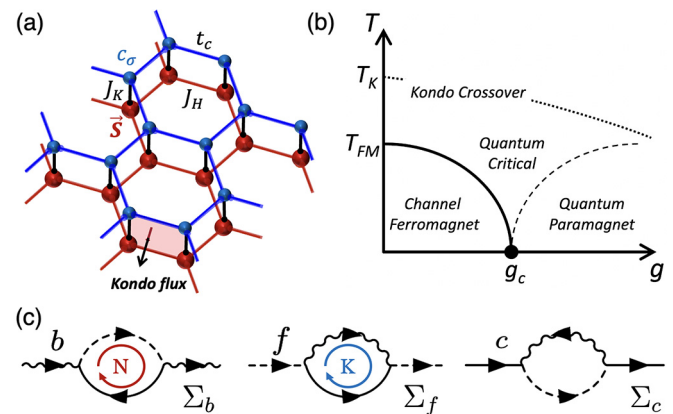 (a)
t_c
c_σ
J_K
J_H
S⃗
Kondo flux
(b)
T
T_K
Kondo Crossover
T_FM
Quantum
Critical
Channel
Ferromagnet
Quantum
Paramagnet
g_c
g
(c)
b
N
Σ_b
f
K
Σ_f
c
Σ_c